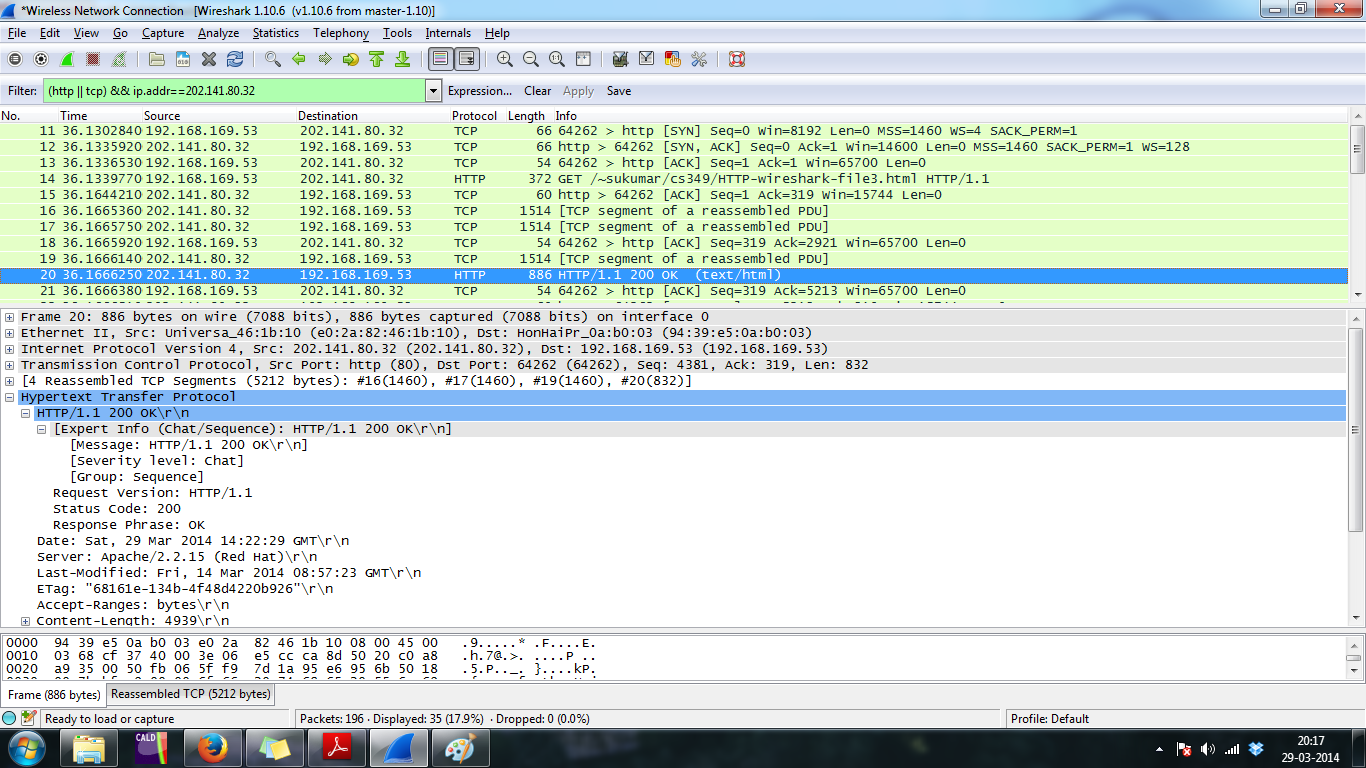 *Wireless Network Connection [Wireshark 1.10.6 (v1.10.6 from master-1.10)]
File Edit View Go Capture Analyze Statistics Telephony Tools Internals Help
Filter: (http || tcp) && ip.addr==202.141.80.32 Expression... Clear Apply Save
No. Time Source Destination Protocol Length Info
11 36.1302840 192.168.169.53 202.141.80.32 TCP 66 64262 > http [SYN] Seq=0 Win=8192 Len=0 MSS=1460 WS=4 SACK_PERM=1
12 36.1335920 202.141.80.32 192.168.169.53 TCP 66 http > 64262 [SYN, ACK] Seq=0 Ack=1 Win=14600 Len=0 MSS=1460 SACK_PERM=1 WS=128
13 36.1336530 192.168.169.53 202.141.80.32 TCP 54 64262 > http [ACK] Seq=1 Ack=1 Win=65700 Len=0
14 36.1339770 192.168.169.53 202.141.80.32 HTTP 372 GET /~sukumar/cs349/HTTP-wireshark-file3.html HTTP/1.1
15 36.1644210 202.141.80.32 192.168.169.53 TCP 60 http > 64262 [ACK] Seq=1 Ack=319 Win=15744 Len=0
16 36.1665360 202.141.80.32 192.168.169.53 TCP 1514 [TCP segment of a reassembled PDU]
17 36.1665750 202.141.80.32 192.168.169.53 TCP 1514 [TCP segment of a reassembled PDU]
18 36.1665920 192.168.169.53 202.141.80.32 TCP 54 64262 > http [ACK] Seq=319 Ack=2921 Win=65700 Len=0
19 36.1666140 202.141.80.32 192.168.169.53 TCP 1514 [TCP segment of a reassembled PDU]
20 36.1666250 202.141.80.32 192.168.169.53 HTTP 886 HTTP/1.1 200 OK (text/html)
21 36.1666380 192.168.169.53 202.141.80.32 TCP 54 64262 > http [ACK] Seq=319 Ack=5213 Win=65700 Len=0
Frame 20: 886 bytes on wire (7088 bits), 886 bytes captured (7088 bits) on interface 0
Ethernet II, Src: Universa_46:1b:10 (e0:2a:82:46:1b:10), Dst: HonHaiPr_0a:b0:03 (94:39:e5:0a:b0:03)
Internet Protocol Version 4, Src: 202.141.80.32 (202.141.80.32), Dst: 192.168.169.53 (192.168.169.53)
Transmission Control Protocol, Src Port: http (80), Dst Port: 64262 (64262), Seq: 4381, Ack: 319, Len: 832
[4 Reassembled TCP Segments (5212 bytes): #16(1460), #17(1460), #19(1460), #20(832)]
Hypertext Transfer Protocol
HTTP/1.1 200 OK\r\n
[Expert Info (Chat/Sequence): HTTP/1.1 200 OK\r\n]
[Message: HTTP/1.1 200 OK\r\n]
[Severity level: Chat]
[Group: Sequence]
Request Version: HTTP/1.1
Status Code: 200
Response Phrase: OK
Date: Sat, 29 Mar 2014 14:22:29 GMT\r\n
Server: Apache/2.2.15 (Red Hat)\r\n
Last-Modified: Fri, 14 Mar 2014 08:57:23 GMT\r\n
ETag: "68161e-134b-4f48d4220b926"\r\n
Accept-Ranges: bytes\r\n
Content-Length: 4939\r\n
0000 94 39 e5 0a b0 03 e0 2a 82 46 1b 10 08 00 45 00 .9.....* .F....E.
0010 03 68 cf 37 40 00 3e 06 e5 cc ca 8d 50 20 c0 a8 .h.7@.>. ....P ..
0020 a9 35 00 50 fb 06 5f f9 7d 1a 95 e6 95 6b 50 18 .5.P.._. }....kP.
Frame (886 bytes) Reassembled TCP (5212 bytes)
Ready to load or capture Packets: 196 · Displayed: 35 (17.9%) · Dropped: 0 (0.0%) Profile: Default
CALD
20:17
29-03-2014